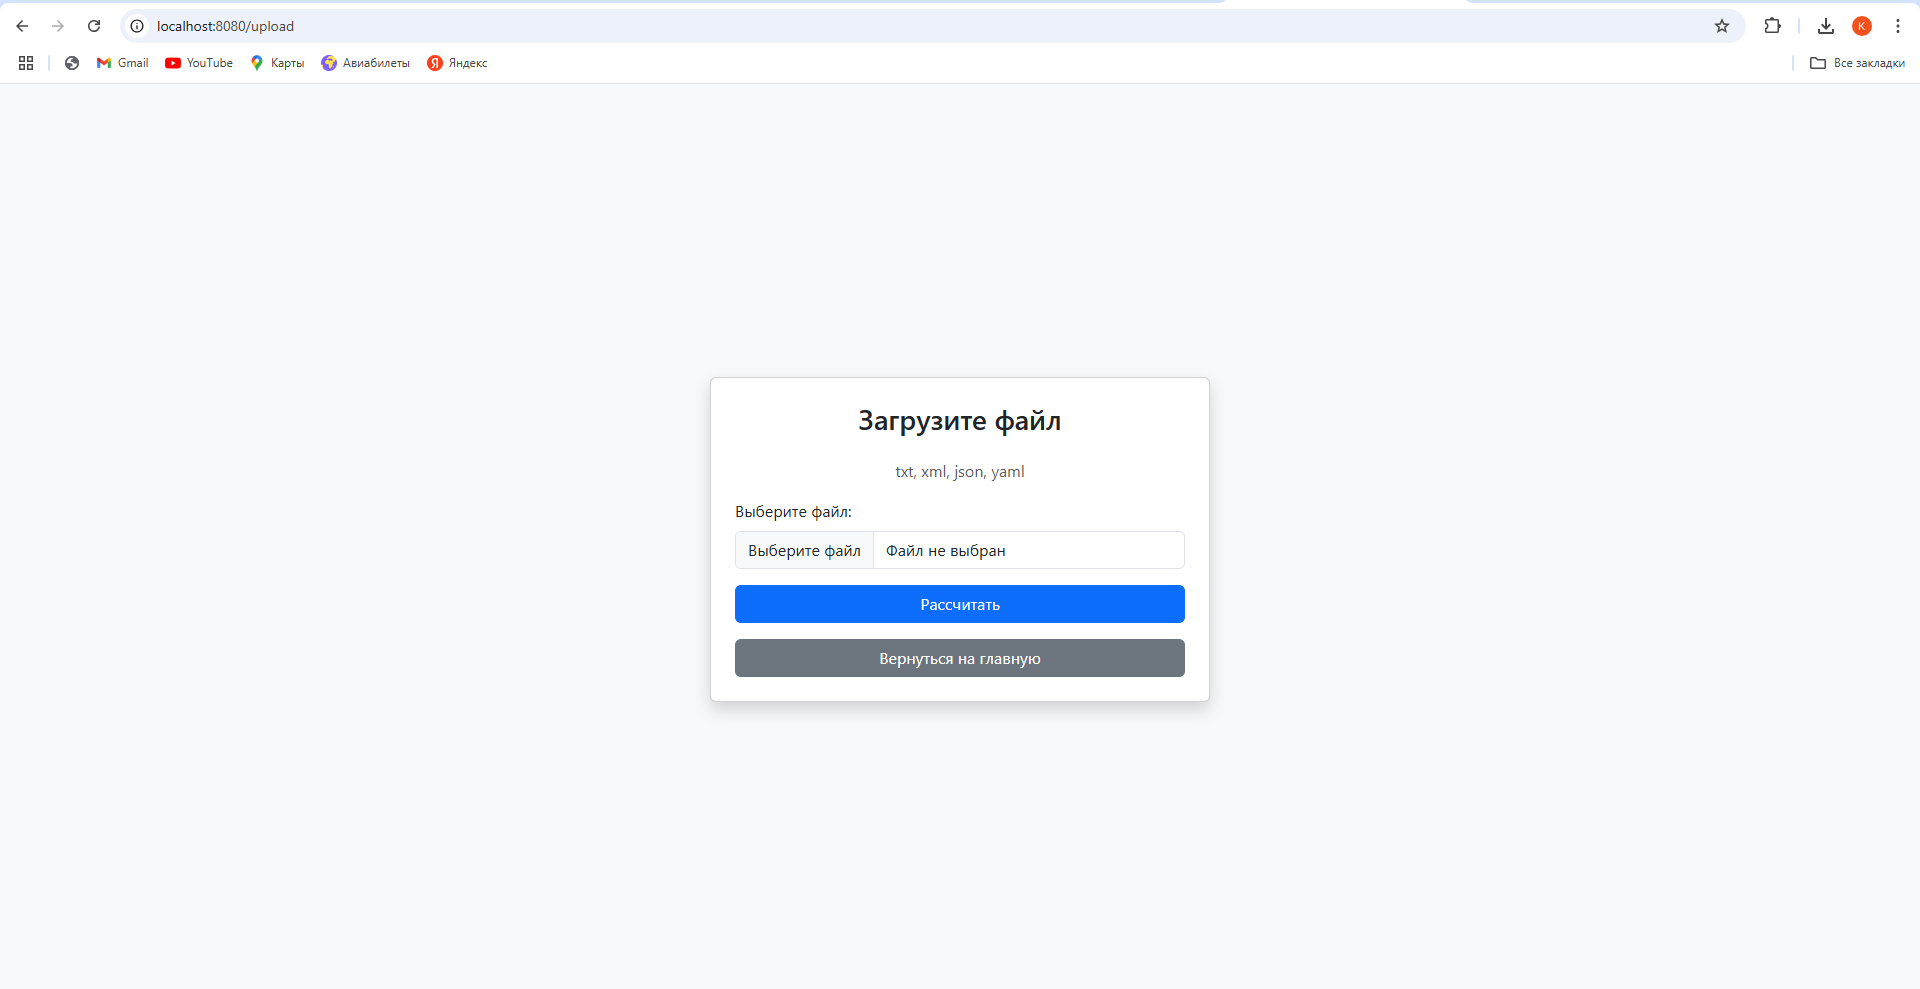 localhost:8080/upload
K
Gmail YouTube Карты Авиабилеты Я Яндекс Все закладки
Загрузите файл
txt, xml, json, yaml
Выберите файл:
Выберите файл Файл не выбран
Рассчитать
Вернуться на главную